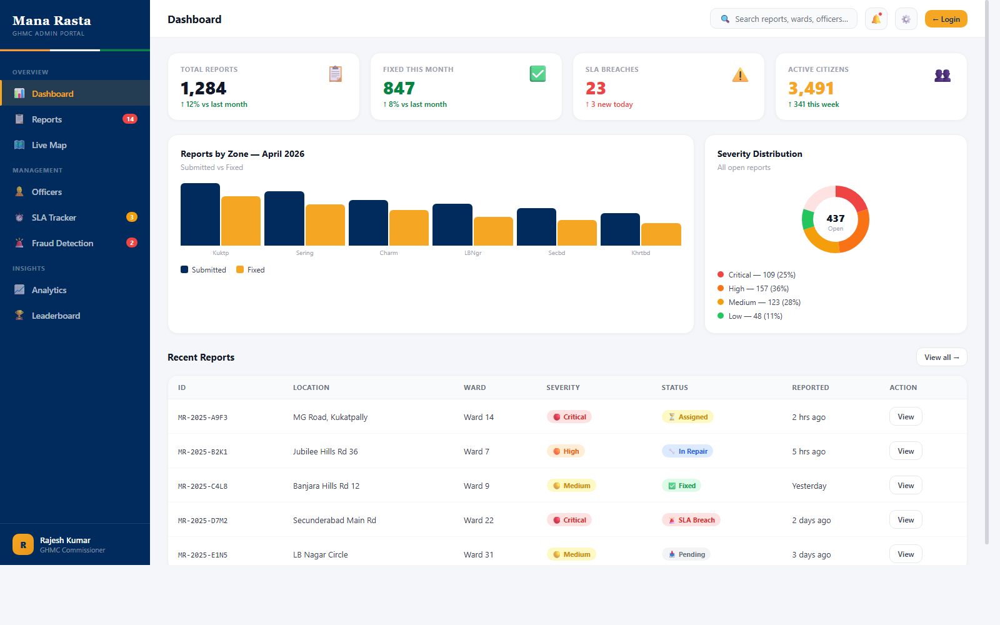 Mana Rasta
GHMC ADMIN PORTAL
OVERVIEW
Dashboard
Reports 14
Live Map
MANAGEMENT
Officers
SLA Tracker 3
Fraud Detection 2
INSIGHTS
Analytics
Leaderboard
R
Rajesh Kumar
GHMC Commissioner
Dashboard
Search reports, wards, officers...
← Login
TOTAL REPORTS
1,284
↑ 12% vs last month
FIXED THIS MONTH
847
↑ 8% vs last month
SLA BREACHES
23
↑ 3 new today
ACTIVE CITIZENS
3,491
↑ 341 this week
Reports by Zone — April 2026
Submitted vs Fixed
Kuktp Sering Charm LBNgr Secbd Khrtbd
Submitted Fixed
Severity Distribution
All open reports
437
Open
Critical — 109 (25%)
High — 157 (36%)
Medium — 123 (28%)
Low — 48 (11%)
Recent Reports
View all →
ID LOCATION WARD SEVERITY STATUS REPORTED ACTION
MR-2025-A9F3 MG Road, Kukatpally Ward 14 Critical Assigned 2 hrs ago View
MR-2025-B2K1 Jubilee Hills Rd 36 Ward 7 High In Repair 5 hrs ago View
MR-2025-C4L8 Banjara Hills Rd 12 Ward 9 Medium Fixed Yesterday View
MR-2025-D7M2 Secunderabad Main Rd Ward 22 Critical SLA Breach 2 days ago View
MR-2025-E1N5 LB Nagar Circle Ward 31 Medium Pending 3 days ago View